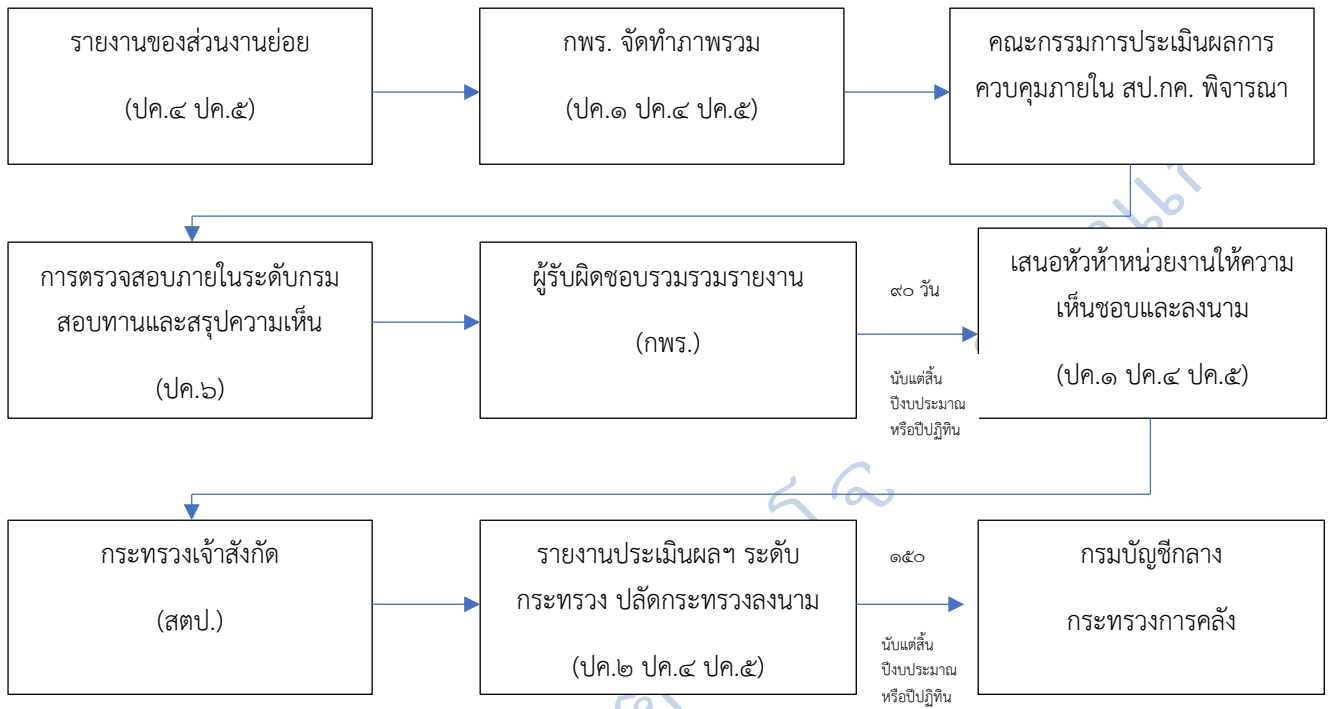 รายงานของส่วนงานย่อย
(ปค.๔ ปค.๕)
กพร. จัดทำภาพรวม
(ปค.๑ ปค.๔ ปค.๕)
คณะกรรมการประเมินผลการ
ควบคุมภายใน สป.กค. พิจารณา
การตรวจสอบภายในระดับกรม
สอบทานและสรุปความเห็น
(ปค.๖)
ผู้รับผิดชอบรวมรวมรายงาน
(กพร.)
๙๐ วัน
นับแต่สิ้น
ปีงบประมาณ
หรือปีปฏิทิน
เสนอหัวห้าหน่วยงานให้ความ
เห็นชอบและลงนาม
(ปค.๑ ปค.๔ ปค.๕)
กระทรวงเจ้าสังกัด
(สตป.)
รายงานประเมินผลฯ ระดับ
กระทรวง ปลัดกระทรวงลงนาม
(ปค.๒ ปค.๔ ปค.๕)
๑๕๐
นับแต่สิ้น
ปีงบประมาณ
หรือปีปฏิทิน
กรมบัญชีกลาง
กระทรวงการคลัง